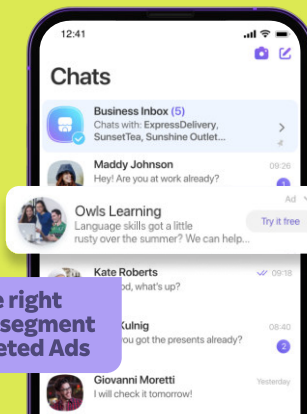 12:41
Chats
Business Inbox (5)
Chats with: ExpressDelivery,
SunsetTea, Sunshine Outlet...
Maddy Johnson
09:26
Hey! Are you at work already?
1
Ad
Owls Learning
Language skills got a little
rusty over the summer? We can help...
Try it free
Kate Roberts
09:18
od, what's up?
e right
segment
eted Ads
Kulnig
08:40
ou got the presents already?
2
Giovanni Moretti
Yesterday
I will check it tomorrow!